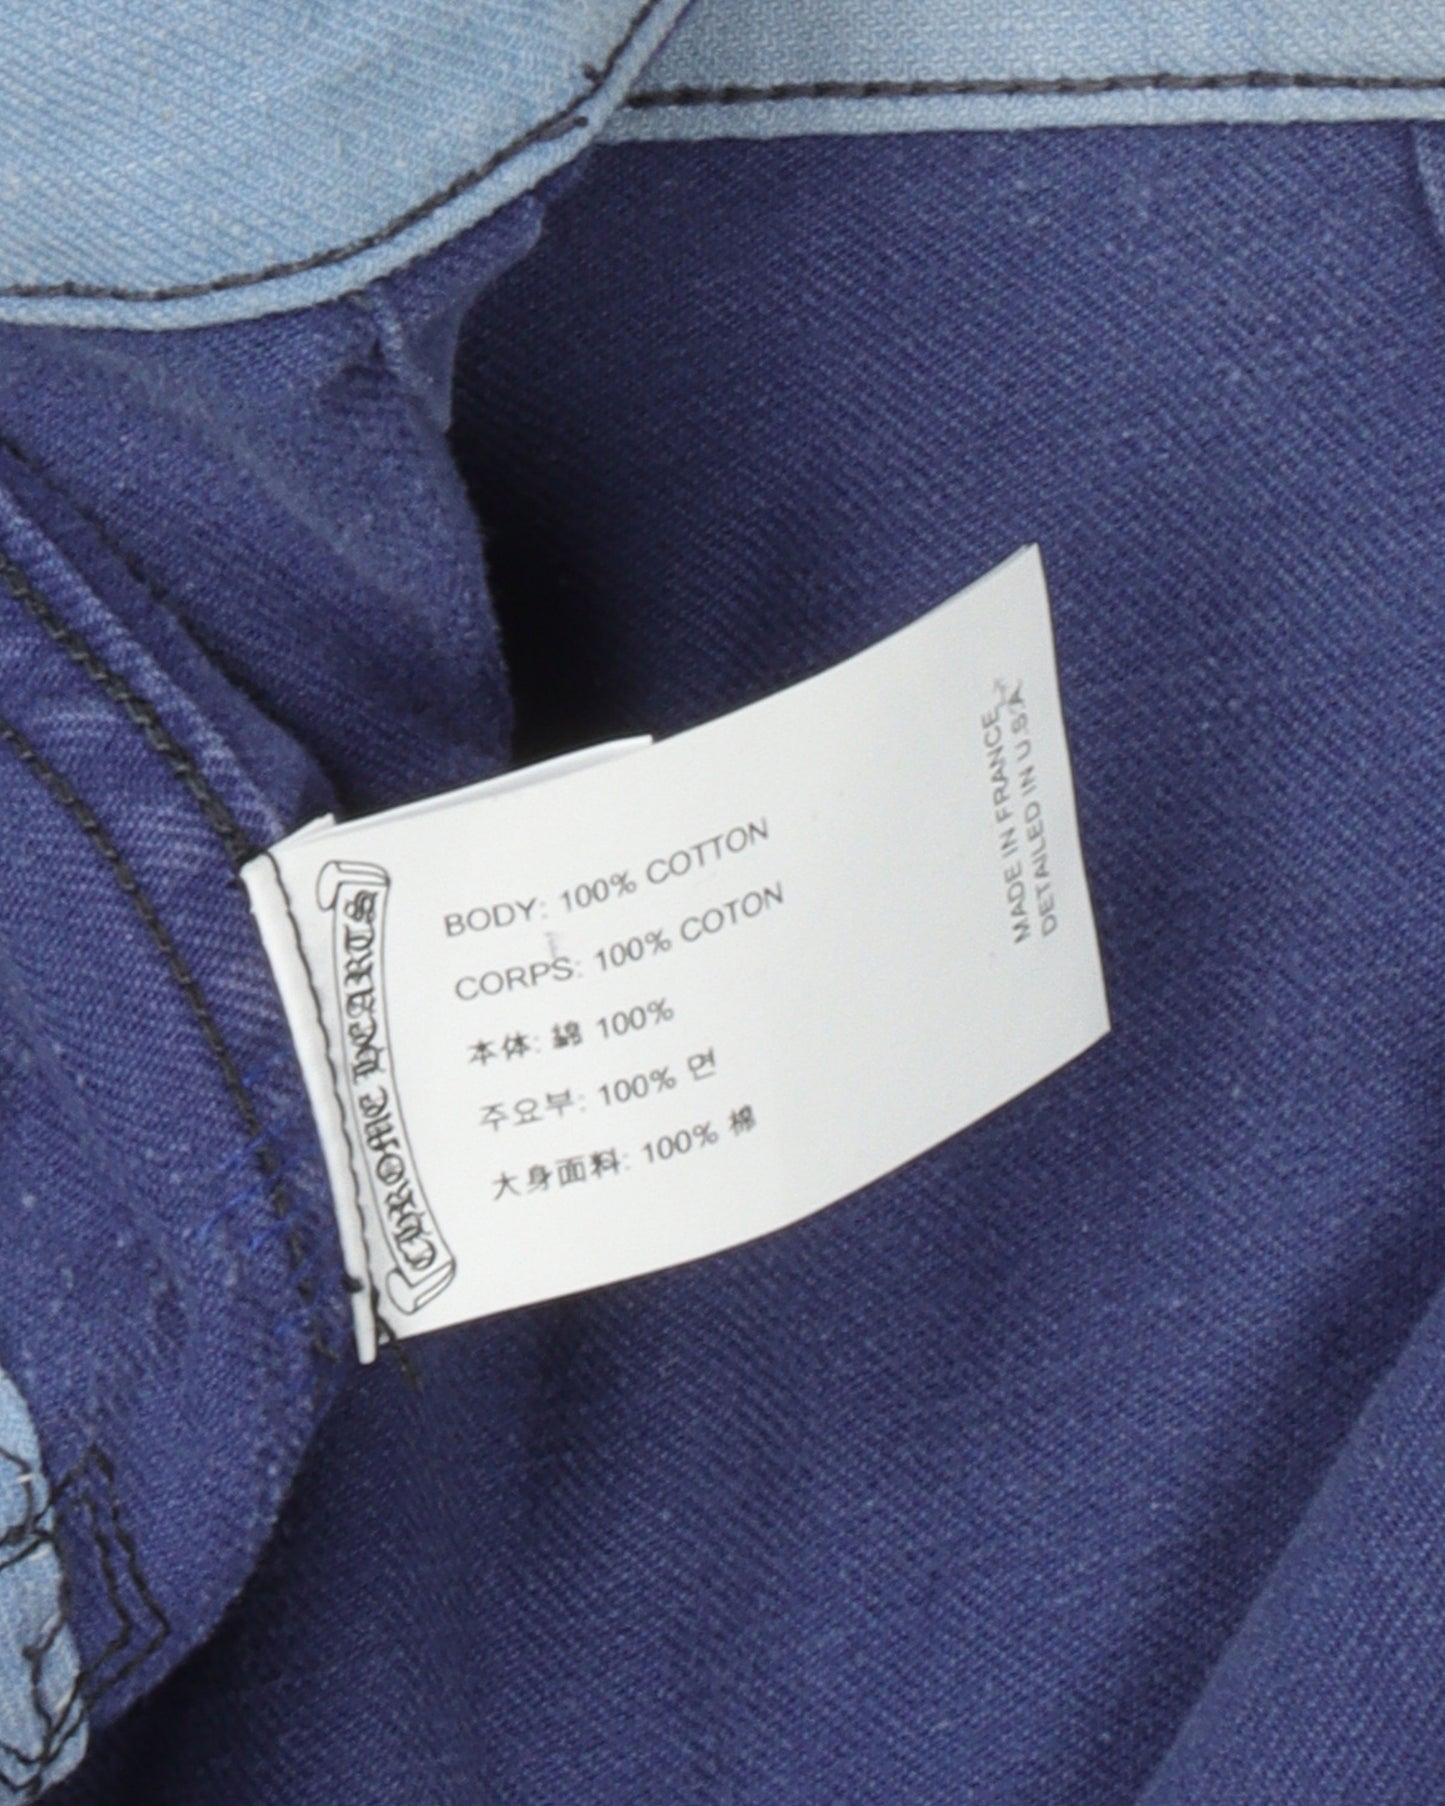 CHROME HEARTS
BODY: 100% COTTON
CORPS: 100% COTON
本体: 綿 100%
주요부: 100% 면
大身面料: 100% 棉
MADE IN FRANCE
DETAILED IN U.S.A